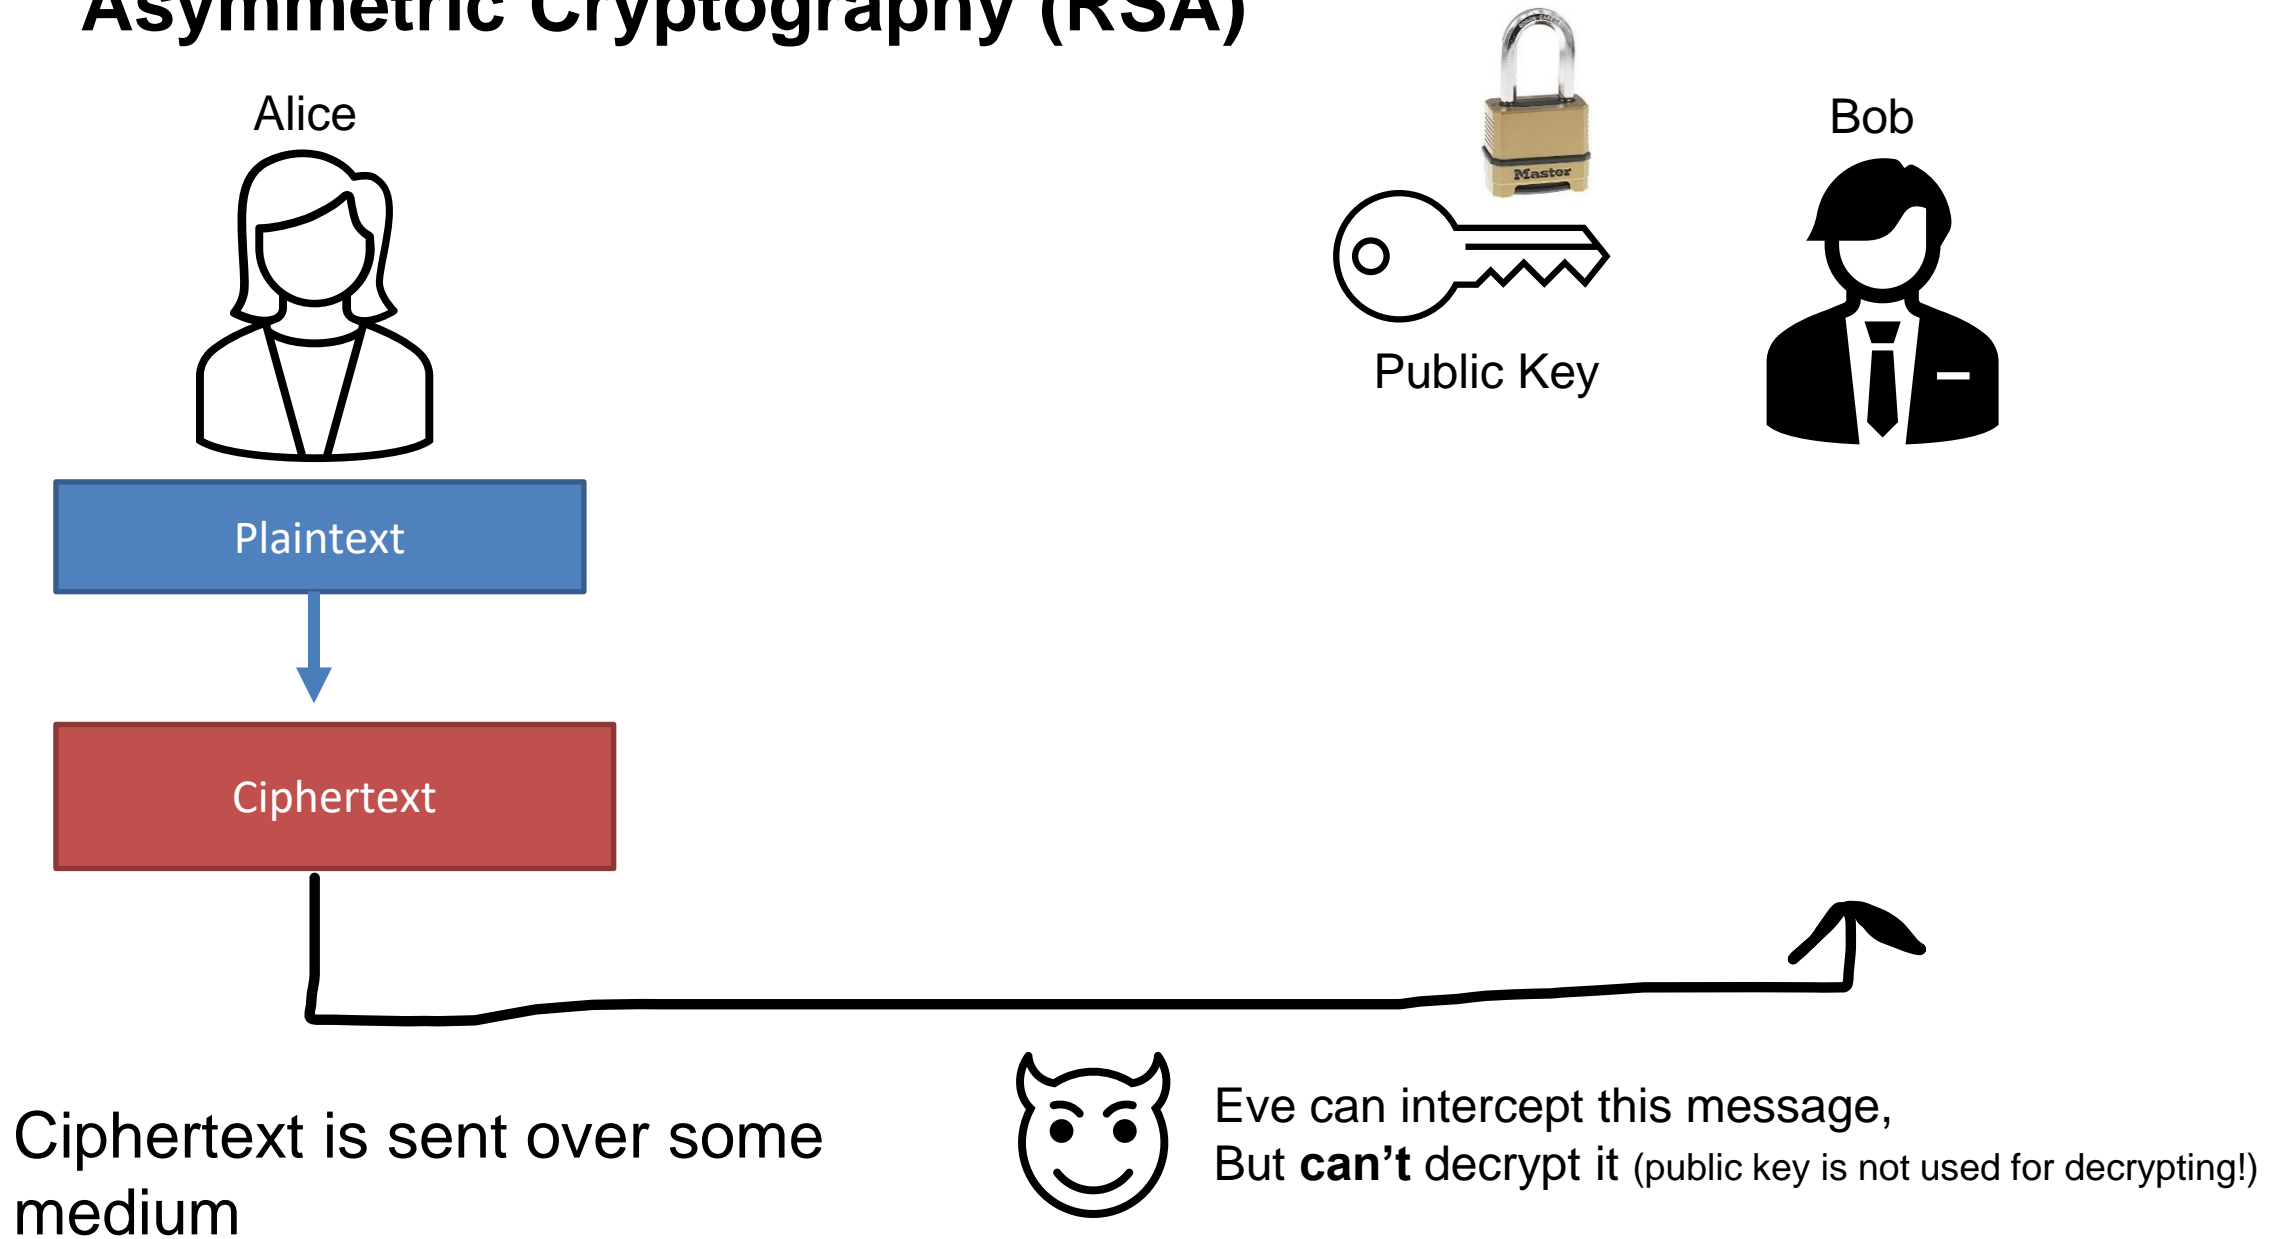 Asymmetric Cryptography (RSA)
Alice
Bob
Master
Public Key
Plaintext
Ciphertext
Eve can intercept this message,
But can’t decrypt it (public key is not used for decrypting!)
Ciphertext is sent over some
medium